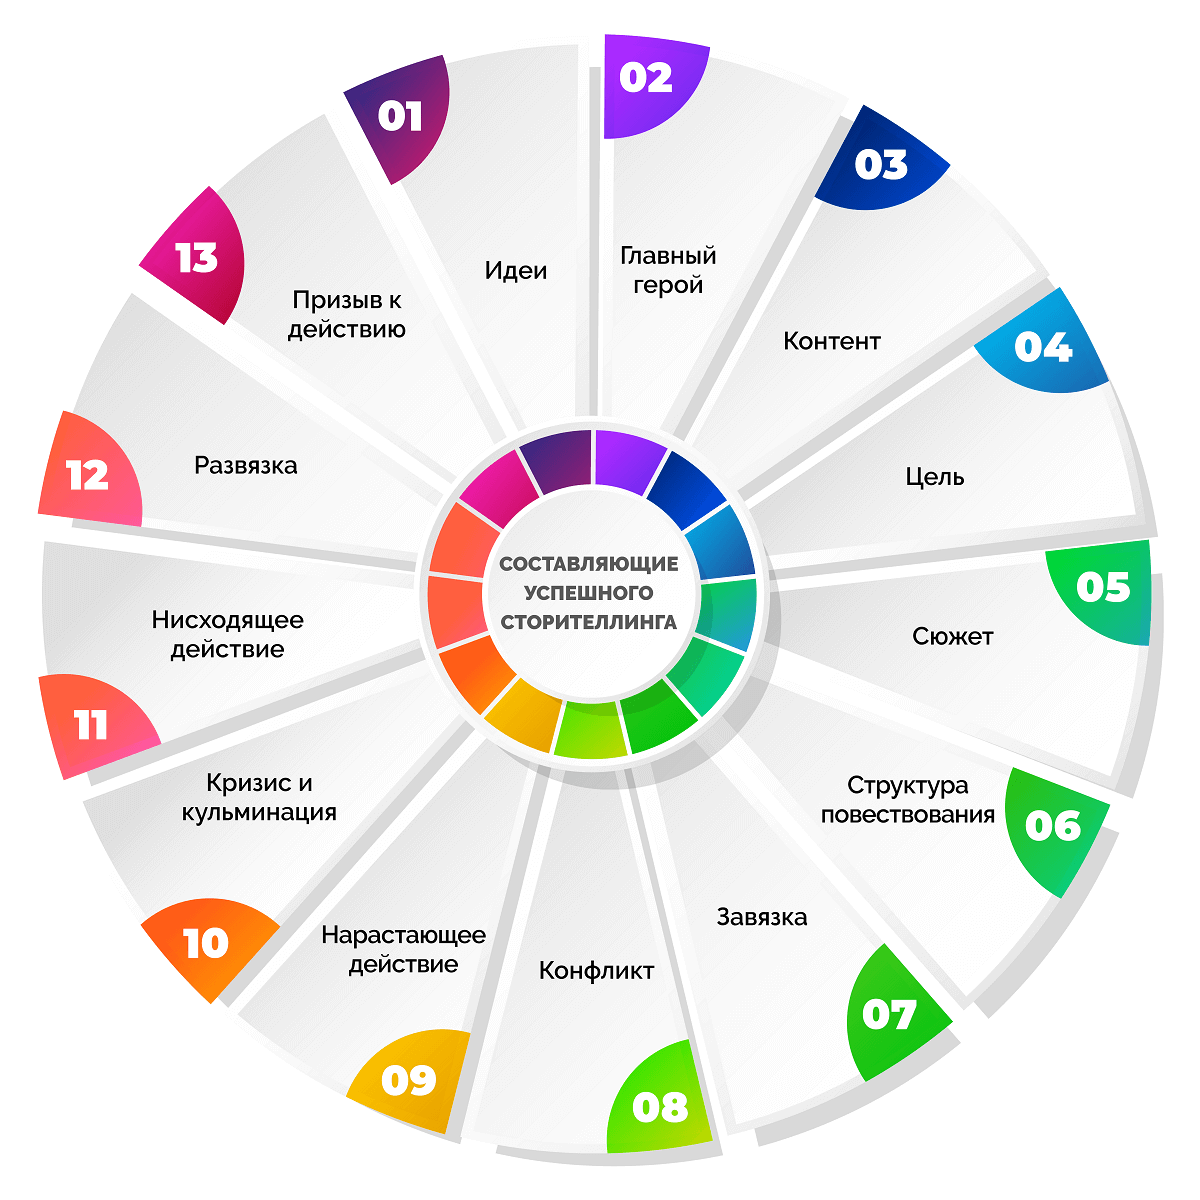 СОСТАВЛЯЮЩИЕ
УСПЕШНОГО
СТОРИТЕЛЛИНГА
01
Идеи
02
Главный
герой
03
Контент
04
Цель
05
Сюжет
06
Структура
повествования
07
Завязка
08
Конфликт
09
Нарастающее
действие
10
Кризис и
кульминация
11
Нисходящее
действие
12
Развязка
13
Призыв к
действию